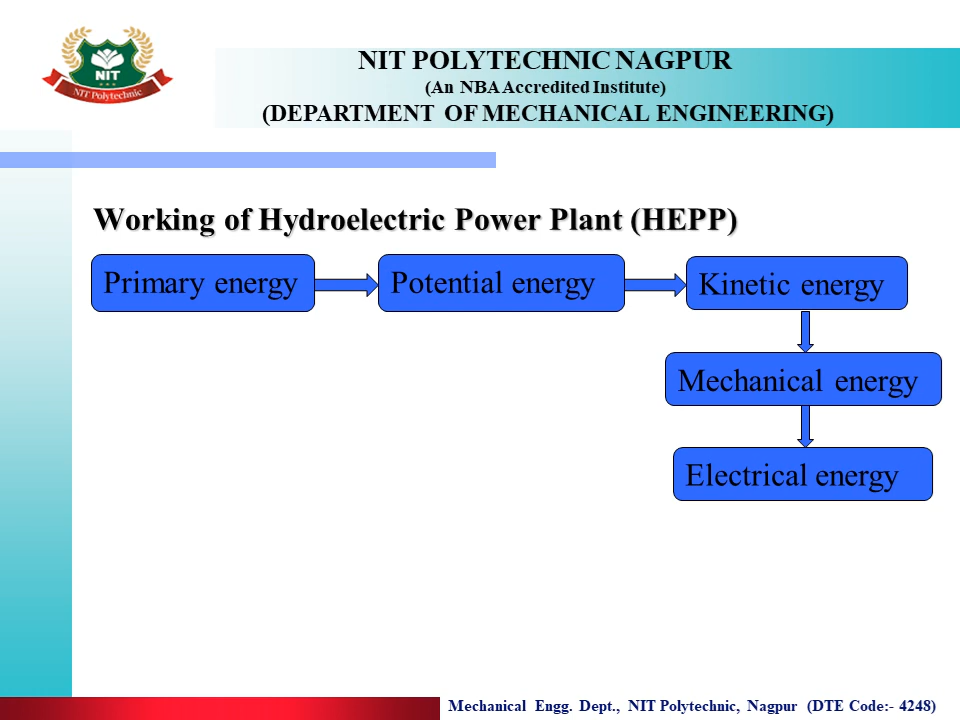 NIT
NIT Polytechnic
NIT POLYTECHNIC NAGPUR
(An NBA Accredited Institute)
(DEPARTMENT OF MECHANICAL ENGINEERING)
Working of Hydroelectric Power Plant (HEPP)
Primary energy
Potential energy
Kinetic energy
Mechanical energy
Electrical energy
Mechanical Engg. Dept., NIT Polytechnic, Nagpur (DTE Code:- 4248)